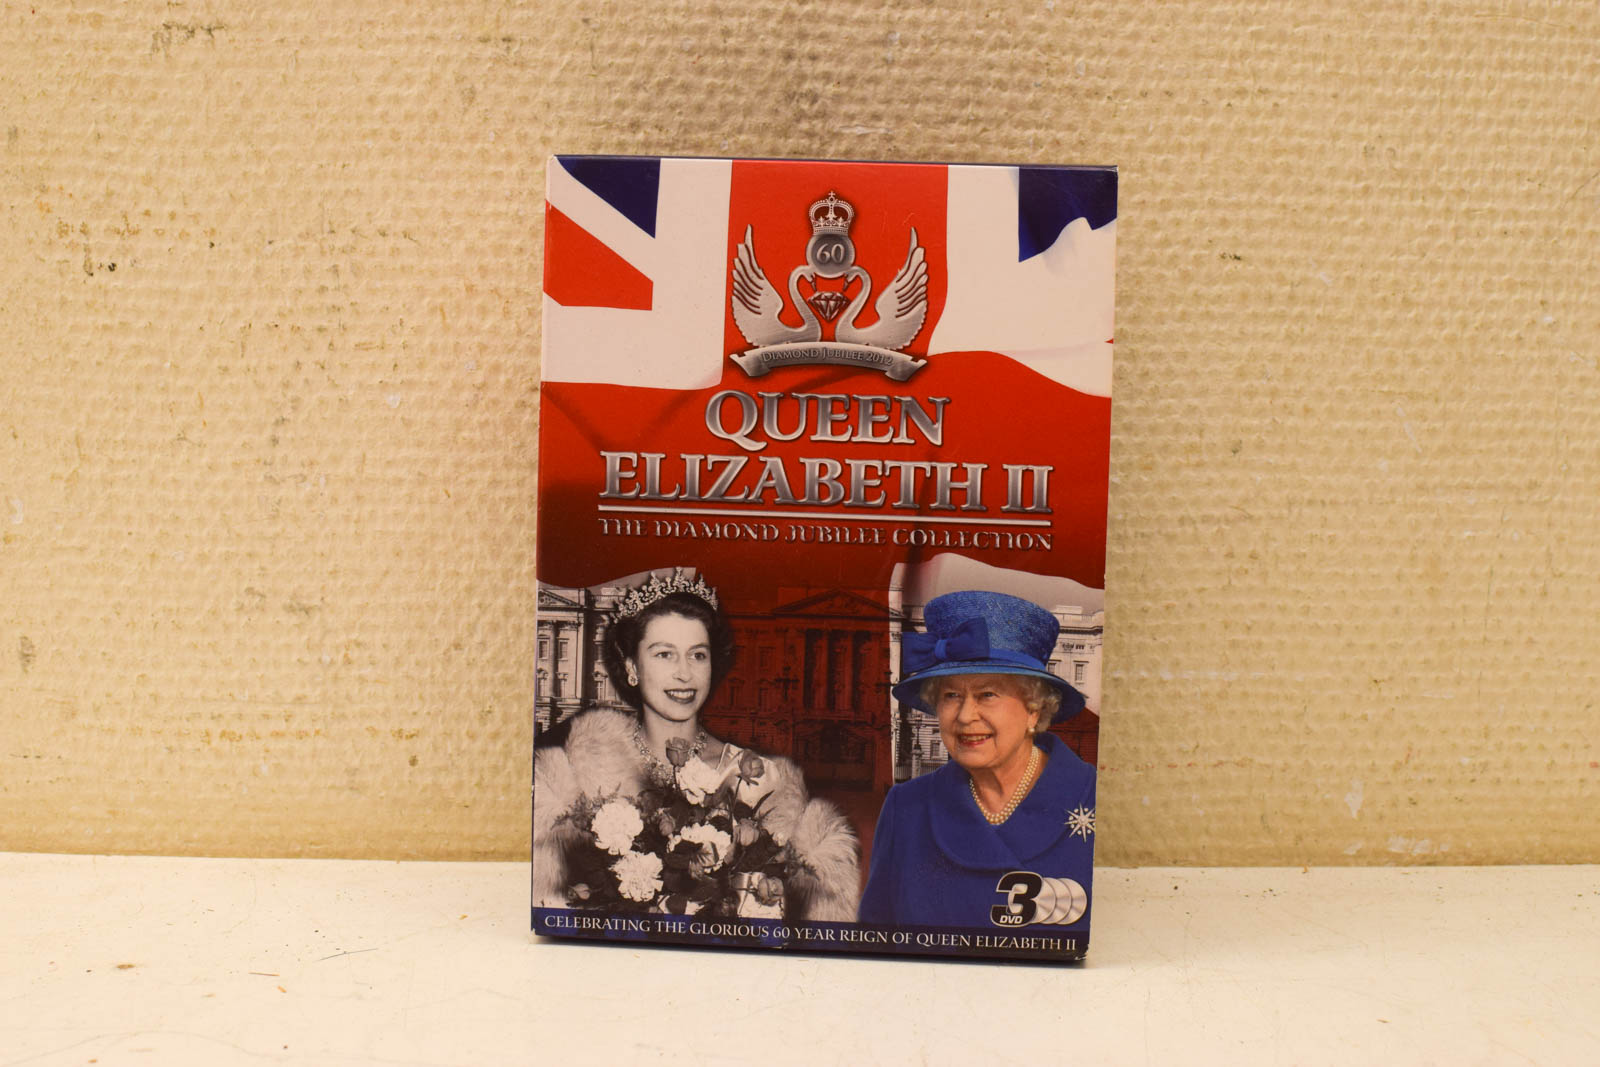 60
DIAMOND JUBILEE 2012
QUEEN
ELIZABETH II
THE DIAMOND JUBILEE COLLECTION
3
DVD
CELEBRATING THE GLORIOUS 60 YEAR REIGN OF QUEEN ELIZABETH II